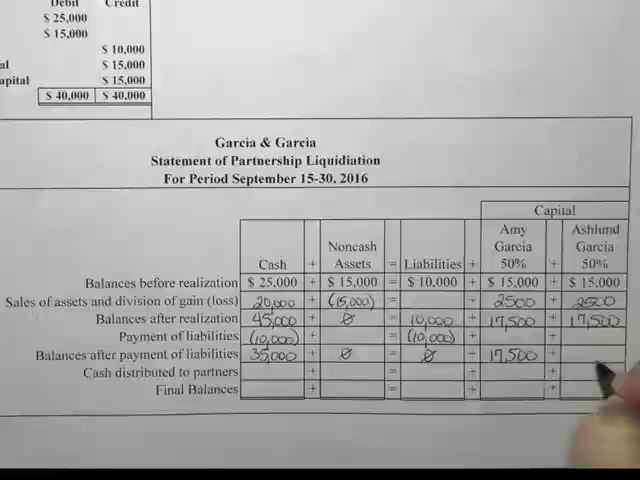 Debit Credit
$ 25,000
$ 15,000
$ 10,000
al $ 15,000
apital $ 15,000
$ 40,000 $ 40,000
Garcia & Garcia
Statement of Partnership Liquidiation
For Period September 15-30, 2016
Capital
Amy Ashlund
Noncash Garcia Garcia
Cash + Assets = Liabilities + 50% + 50%
Balances before realization $ 25,000 + $ 15,000 = $ 10,000 + $ 15,000 + $ 15,000
Sales of assets and division of gain (loss) 20,000 + (15,000) = + 2500 + 2500
Balances after realization 45,000 + 0 = 10,000 + 17,500 + 17,500
Payment of liabilities (10,000) + = (10,000) + +
Balances after payment of liabilities 35,000 + 0 = 0 + 17,500 +
Cash distributed to partners + = + +
Final Balances + = + +